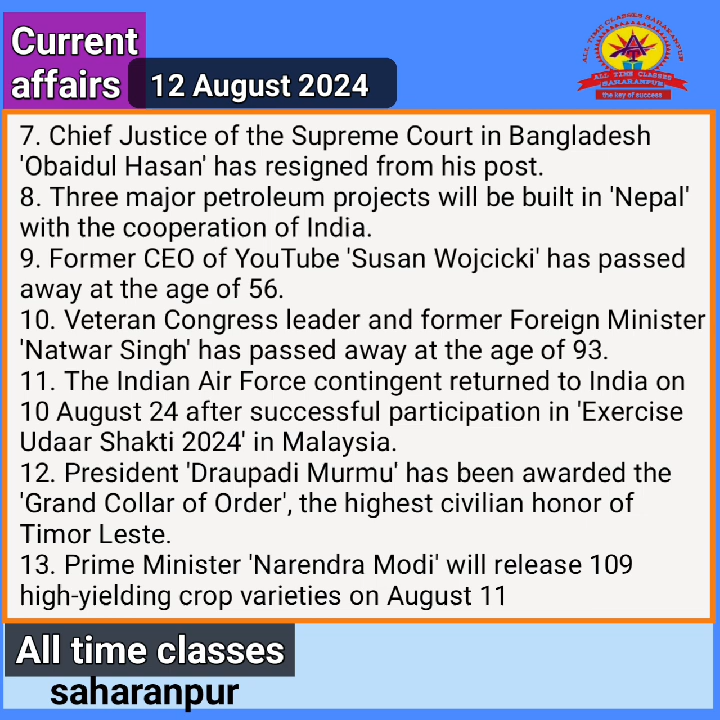 Current
affairs
12 August 2024
ALL TIME CLASSES SAHARANPUR
ALL TIME CLASSES
SAHARANPUR
the key of success
7. Chief Justice of the Supreme Court in Bangladesh
'Obaidul Hasan' has resigned from his post.
8. Three major petroleum projects will be built in 'Nepal'
with the cooperation of India.
9. Former CEO of YouTube 'Susan Wojcicki' has passed
away at the age of 56.
10. Veteran Congress leader and former Foreign Minister
'Natwar Singh' has passed away at the age of 93.
11. The Indian Air Force contingent returned to India on
10 August 24 after successful participation in 'Exercise
Udaar Shakti 2024' in Malaysia.
12. President 'Draupadi Murmu' has been awarded the
'Grand Collar of Order', the highest civilian honor of
Timor Leste.
13. Prime Minister 'Narendra Modi' will release 109
high-yielding crop varieties on August 11
All time classes
saharanpur